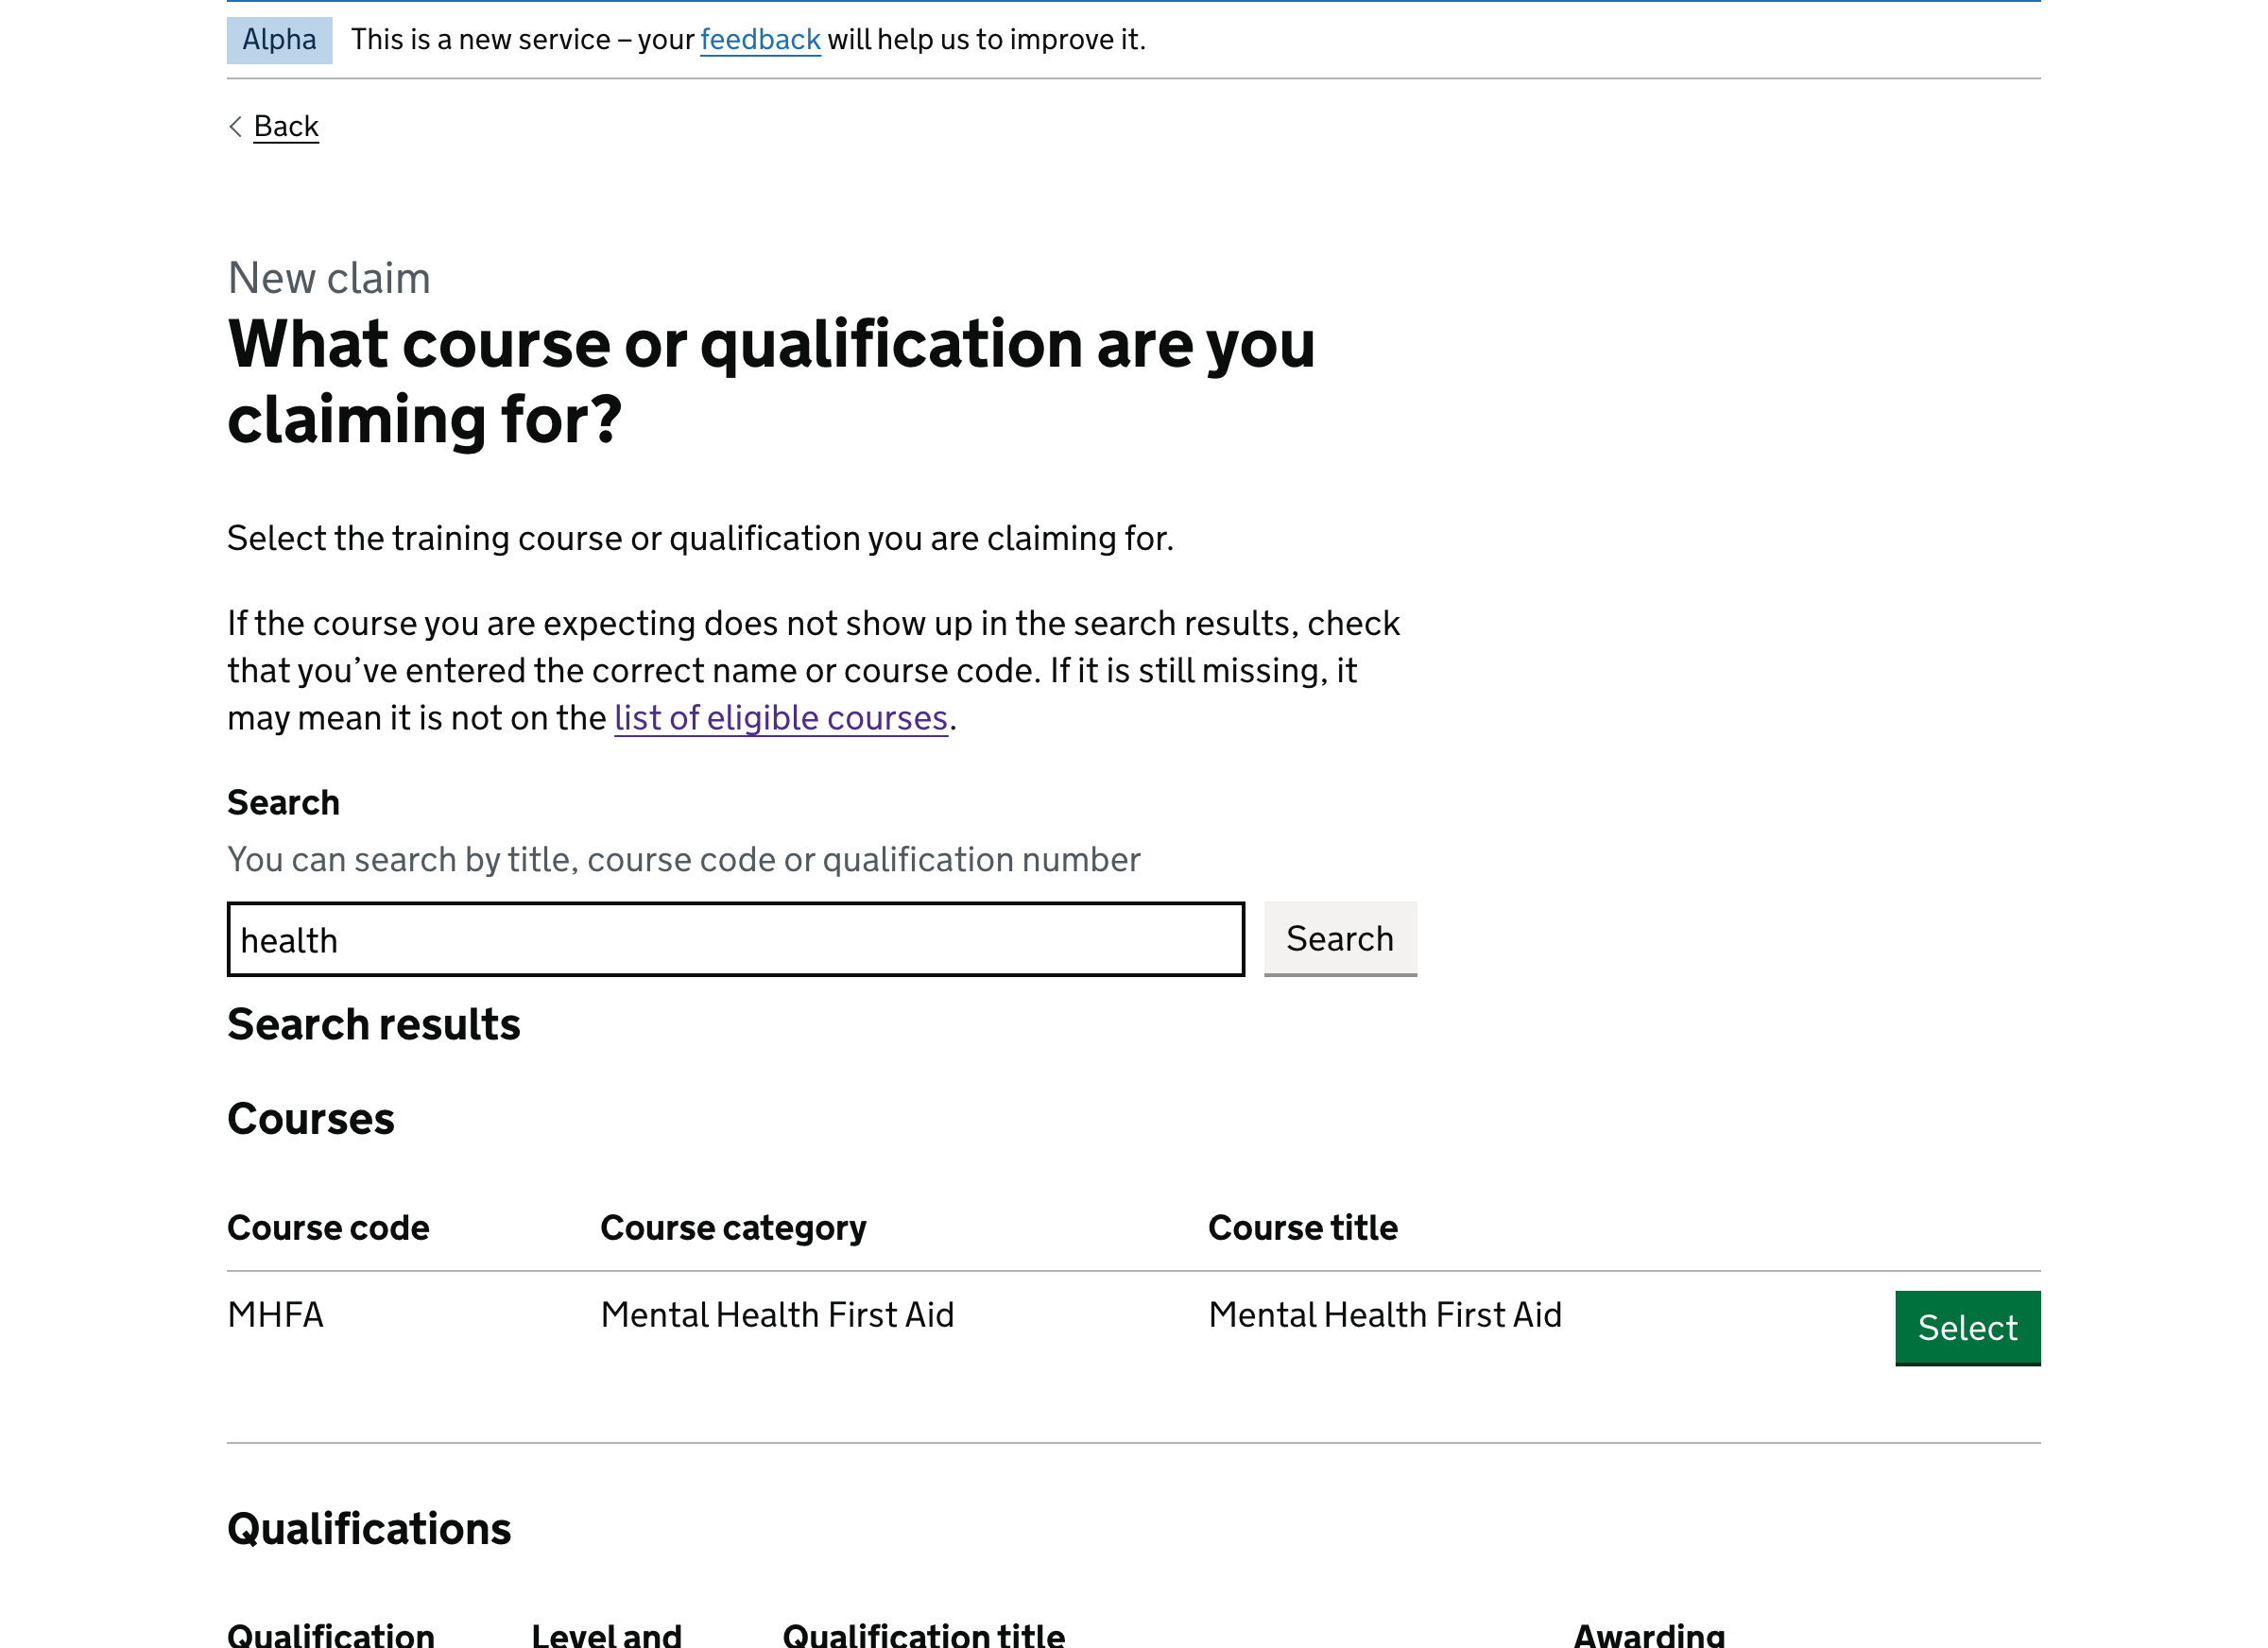 Alpha This is a new service – your feedback will help us to improve it.
Back
New claim
What course or qualification are you
claiming for?
Select the training course or qualification you are claiming for.
If the course you are expecting does not show up in the search results, check
that you’ve entered the correct name or course code. If it is still missing, it
may mean it is not on the list of eligible courses.
Search
You can search by title, course code or qualification number
health Search
Search results
Courses
Course code Course category Course title
MHFA Mental Health First Aid Mental Health First Aid Select
Qualifications
Qualification Level and Qualification title Awarding